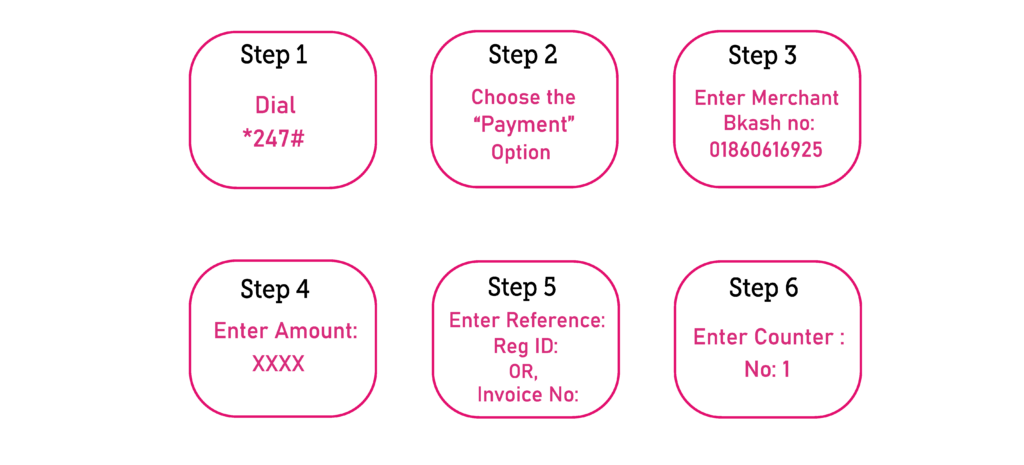 Step 1
Dial
*247#
Step 2
Choose the
“Payment”
Option
Step 3
Enter Merchant
Bkash no:
01860616925
Step 4
Enter Amount:
XXXX
Step 5
Enter Reference:
Reg ID:
OR,
Invoice No:
Step 6
Enter Counter :
No: 1